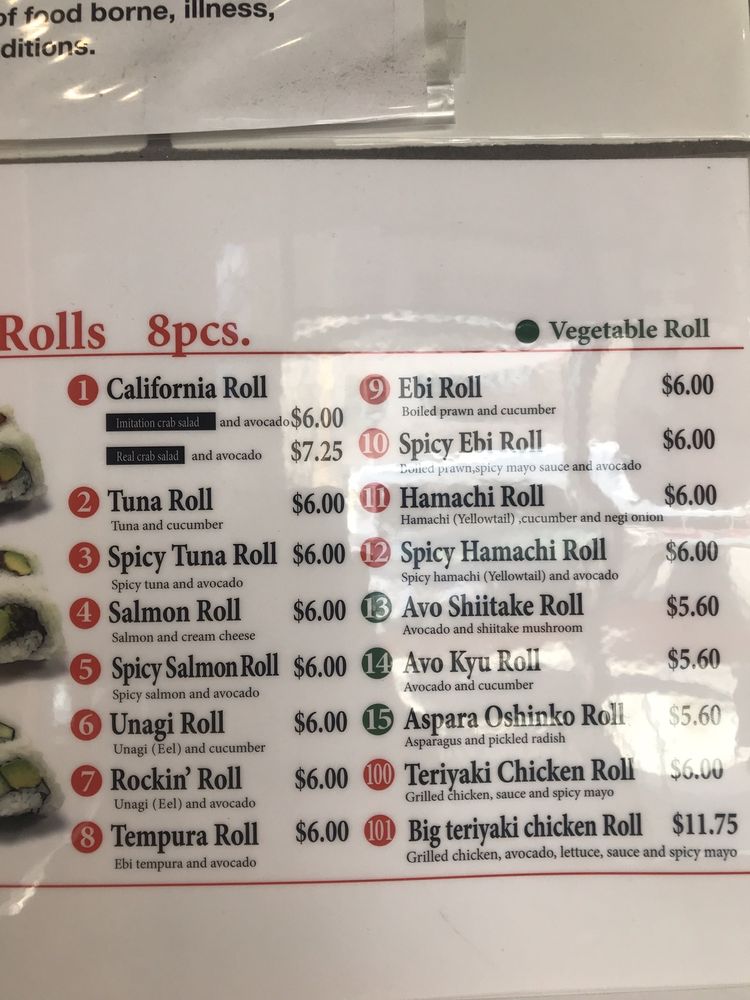 of food borne, illness,
ditions.
Rolls 8pcs.
Vegetable Roll
1 California Roll
Imitation crab salad and avocado $6.00
Real crab salad and avocado $7.25
2 Tuna Roll $6.00
Tuna and cucumber
3 Spicy Tuna Roll $6.00
Spicy tuna and avocado
4 Salmon Roll $6.00
Salmon and cream cheese
5 Spicy Salmon Roll $6.00
Spicy salmon and avocado
6 Unagi Roll $6.00
Unagi (Eel) and cucumber
7 Rockin' Roll $6.00
Unagi (Eel) and avocado
8 Tempura Roll $6.00
Ebi tempura and avocado
9 Ebi Roll $6.00
Boiled prawn and cucumber
10 Spicy Ebi Roll $6.00
Boiled prawn,spicy mayo sauce and avocado
11 Hamachi Roll $6.00
Hamachi (Yellowtail) ,cucumber and negi onion
12 Spicy Hamachi Roll $6.00
Spicy hamachi (Yellowtail) and avocado
13 Avo Shiitake Roll $5.60
Avocado and shiitake mushroom
14 Avo Kyu Roll $5.60
Avocado and cucumber
15 Aspara Oshinko Roll $5.60
Asparagus and pickled radish
100 Teriyaki Chicken Roll $6.00
Grilled chicken, sauce and spicy mayo
101 Big teriyaki chicken Roll $11.75
Grilled chicken, avocado, lettuce, sauce and spicy mayo